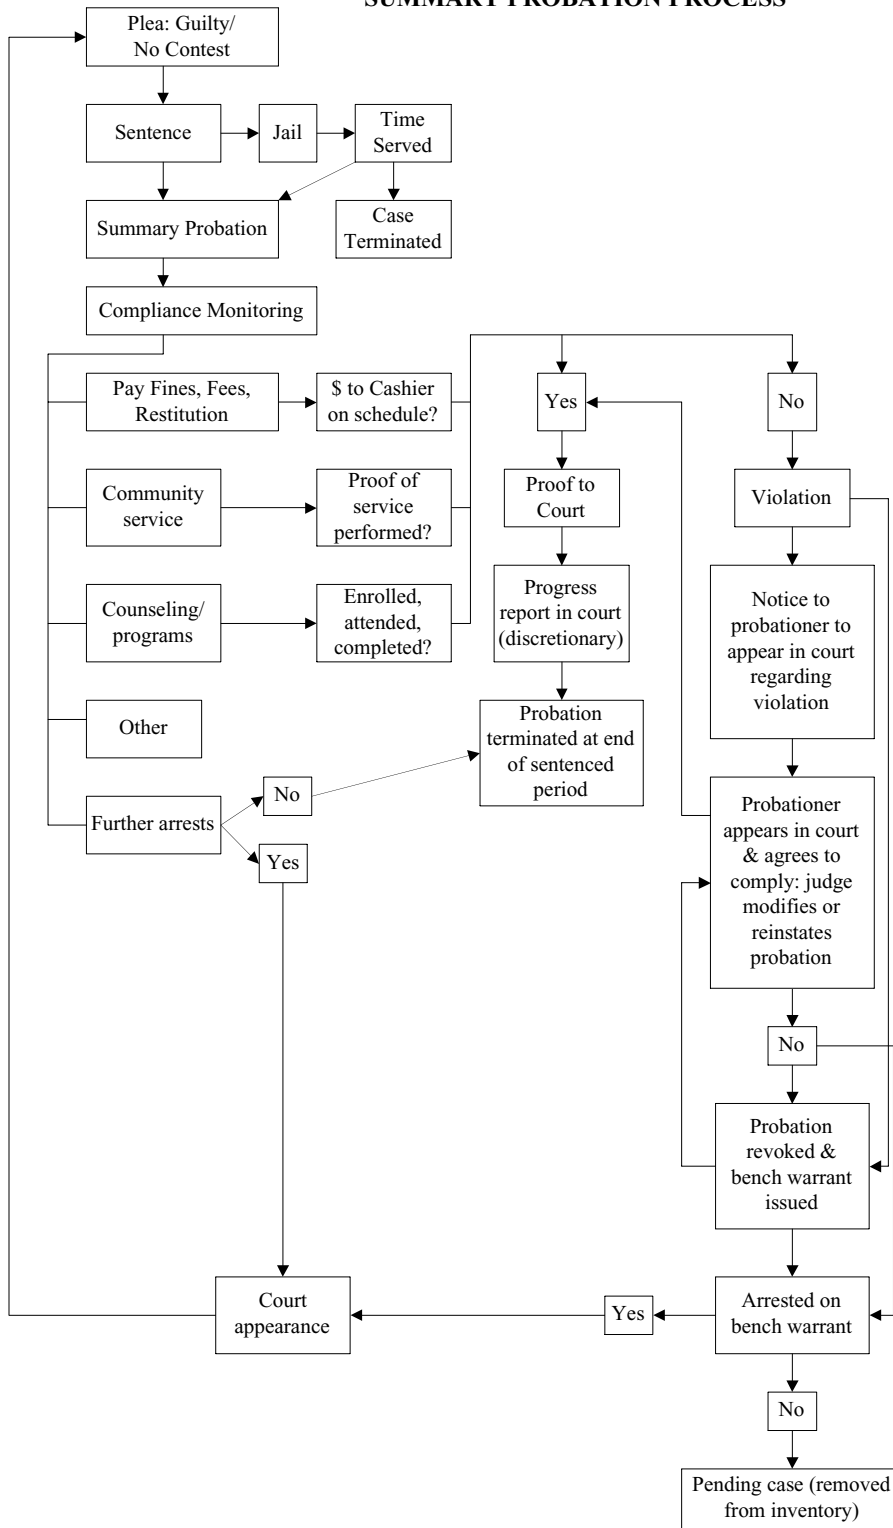 SUMMARY PROBATION PROCESS
Plea: Guilty/
No Contest
Sentence
Jail
Time
Served
Summary Probation
Case
Terminated
Compliance Monitoring
Pay Fines, Fees,
Restitution
$ to Cashier
on schedule?
Yes
No
Community
service
Proof of
service
performed?
Proof to
Court
Violation
Counseling/
programs
Enrolled,
attended,
completed?
Progress
report in court
(discretionary)
Notice to
probationer to
appear in court
regarding
violation
Other
Probation
terminated at end
of sentenced
period
Further arrests
No
Yes
Probationer
appears in court
& agrees to
comply: judge
modifies or
reinstates
probation
No
Probation
revoked &
bench warrant
issued
Court
appearance
Yes
Arrested on
bench warrant
No
Pending case (removed
from inventory)